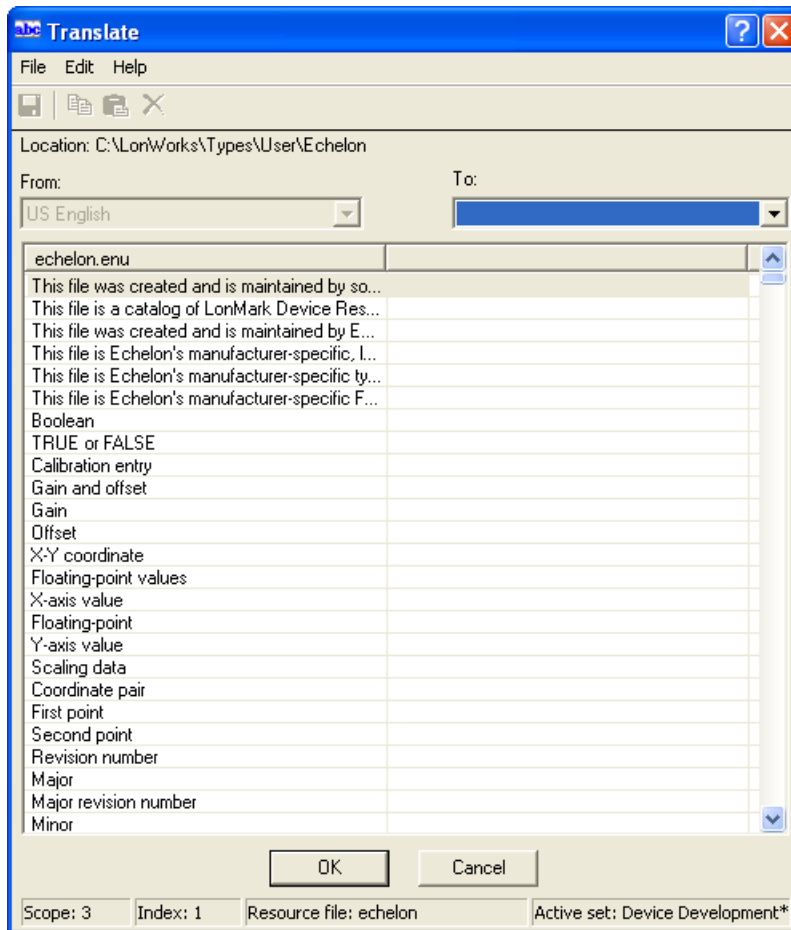 abc Translate
File Edit Help
Location: C:\LonWorks\Types\User\Echelon
From: To:
US English
echelon.enu
This file was created and is maintained by so...
This file is a catalog of LonMark Device Res...
This file was created and is maintained by E...
This file is Echelon's manufacturer-specific, l...
This file is Echelon's manufacturer-specific ty...
This file is Echelon's manufacturer-specific F...
Boolean
TRUE or FALSE
Calibration entry
Gain and offset
Gain
Offset
X-Y coordinate
Floating-point values
X-axis value
Floating-point
Y-axis value
Scaling data
Coordinate pair
First point
Second point
Revision number
Major
Major revision number
Minor
OK Cancel
Scope: 3 Index: 1 Resource file: echelon Active set: Device Development*